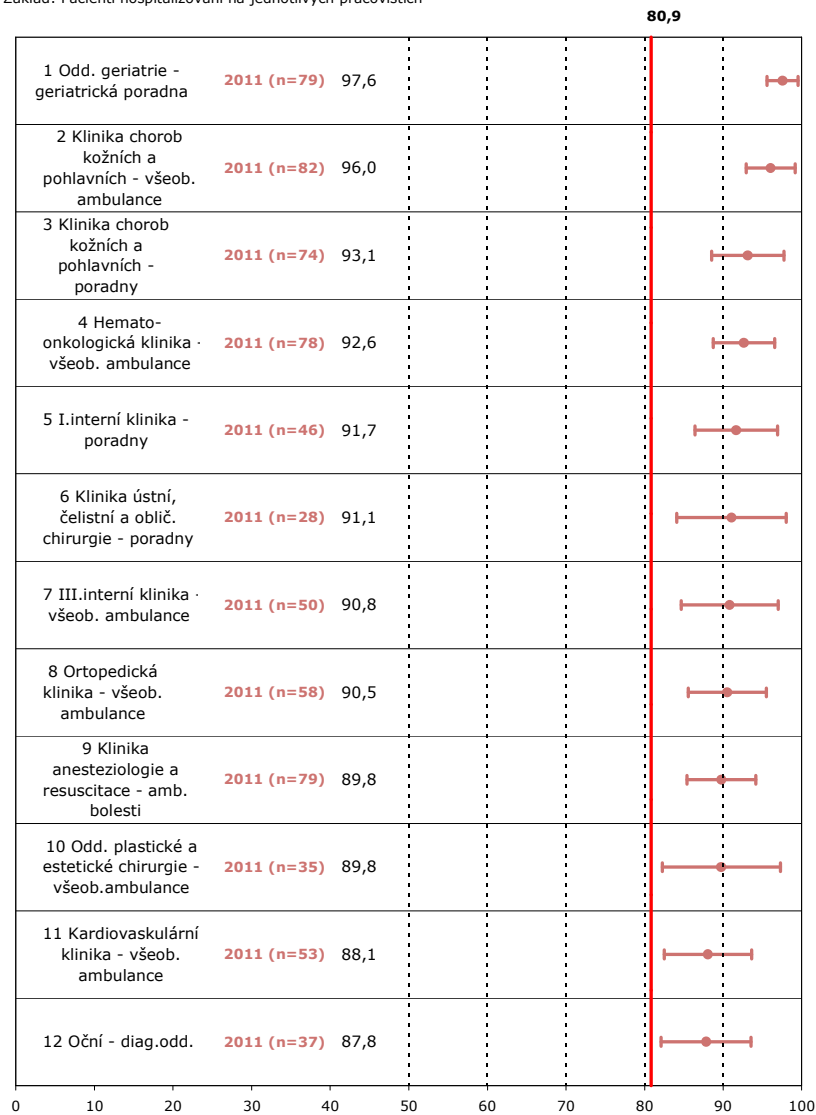 Základ: Pacienti hospitalizovaní na jednotlivých pracovištích
80,9
1 Odd. geriatrie -
geriatrická poradna
2011 (n=79) 97,6
2 Klinika chorob
kožních a
pohlavních - všeob.
ambulance
2011 (n=82) 96,0
3 Klinika chorob
kožních a
pohlavních -
poradny
2011 (n=74) 93,1
4 Hemato-
onkologická klinika -
všeob. ambulance
2011 (n=78) 92,6
5 I.interní klinika -
poradny
2011 (n=46) 91,7
6 Klinika ústní,
čelistní a oblič.
chirurgie - poradny
2011 (n=28) 91,1
7 III.interní klinika -
všeob. ambulance
2011 (n=50) 90,8
8 Ortopedická
klinika - všeob.
ambulance
2011 (n=58) 90,5
9 Klinika
anesteziologie a
resuscitace - amb.
bolesti
2011 (n=79) 89,8
10 Odd. plastické a
estetické chirurgie -
všeob.ambulance
2011 (n=35) 89,8
11 Kardiovaskulární
klinika - všeob.
ambulance
2011 (n=53) 88,1
12 Oční - diag.odd.
2011 (n=37) 87,8
0 10 20 30 40 50 60 70 80 90 100